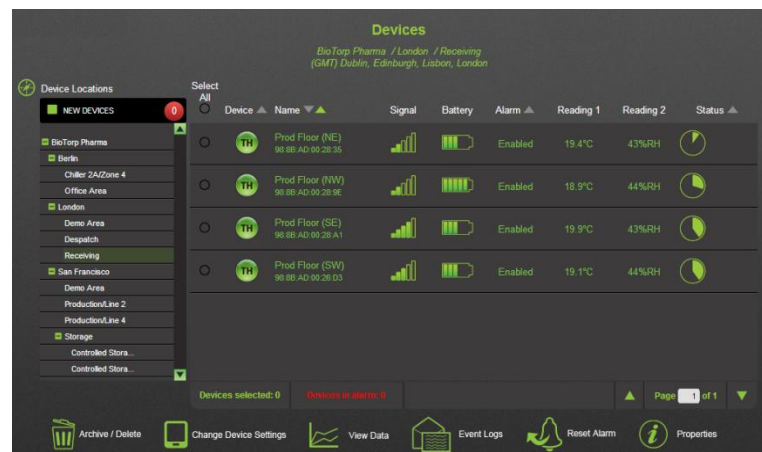 Devices
BioTorp Pharma / London / Receiving
(GMT) Dublin, Edinburgh, Lisbon, London
Device Locations
NEW DEVICES 0
BioTorp Pharma
Berlin
Chiller 2A/Zone 4
Office Area
London
Demo Area
Despatch
Receiving
San Francisco
Demo Area
Production/Line 2
Production/Line 4
Storage
Controlled Stora...
Controlled Stora...
Select
All
Device Name Signal Battery Alarm Reading 1 Reading 2 Status
TH Prod Floor (NE) Enabled 19.4°C 43%RH
98:8B:AD:00:28:35
TH Prod Floor (NW) Enabled 18.9°C 44%RH
98:8B:AD:00:28:9E
TH Prod Floor (SE) Enabled 19.9°C 43%RH
98:8B:AD:00:28:A1
TH Prod Floor (SW) Enabled 19.1°C 44%RH
98:8B:AD:00:26:D3
Devices selected: 0 Devices in alarm: 0 Page 1 of 1
Archive / Delete Change Device Settings View Data Event Logs Reset Alarm i Properties